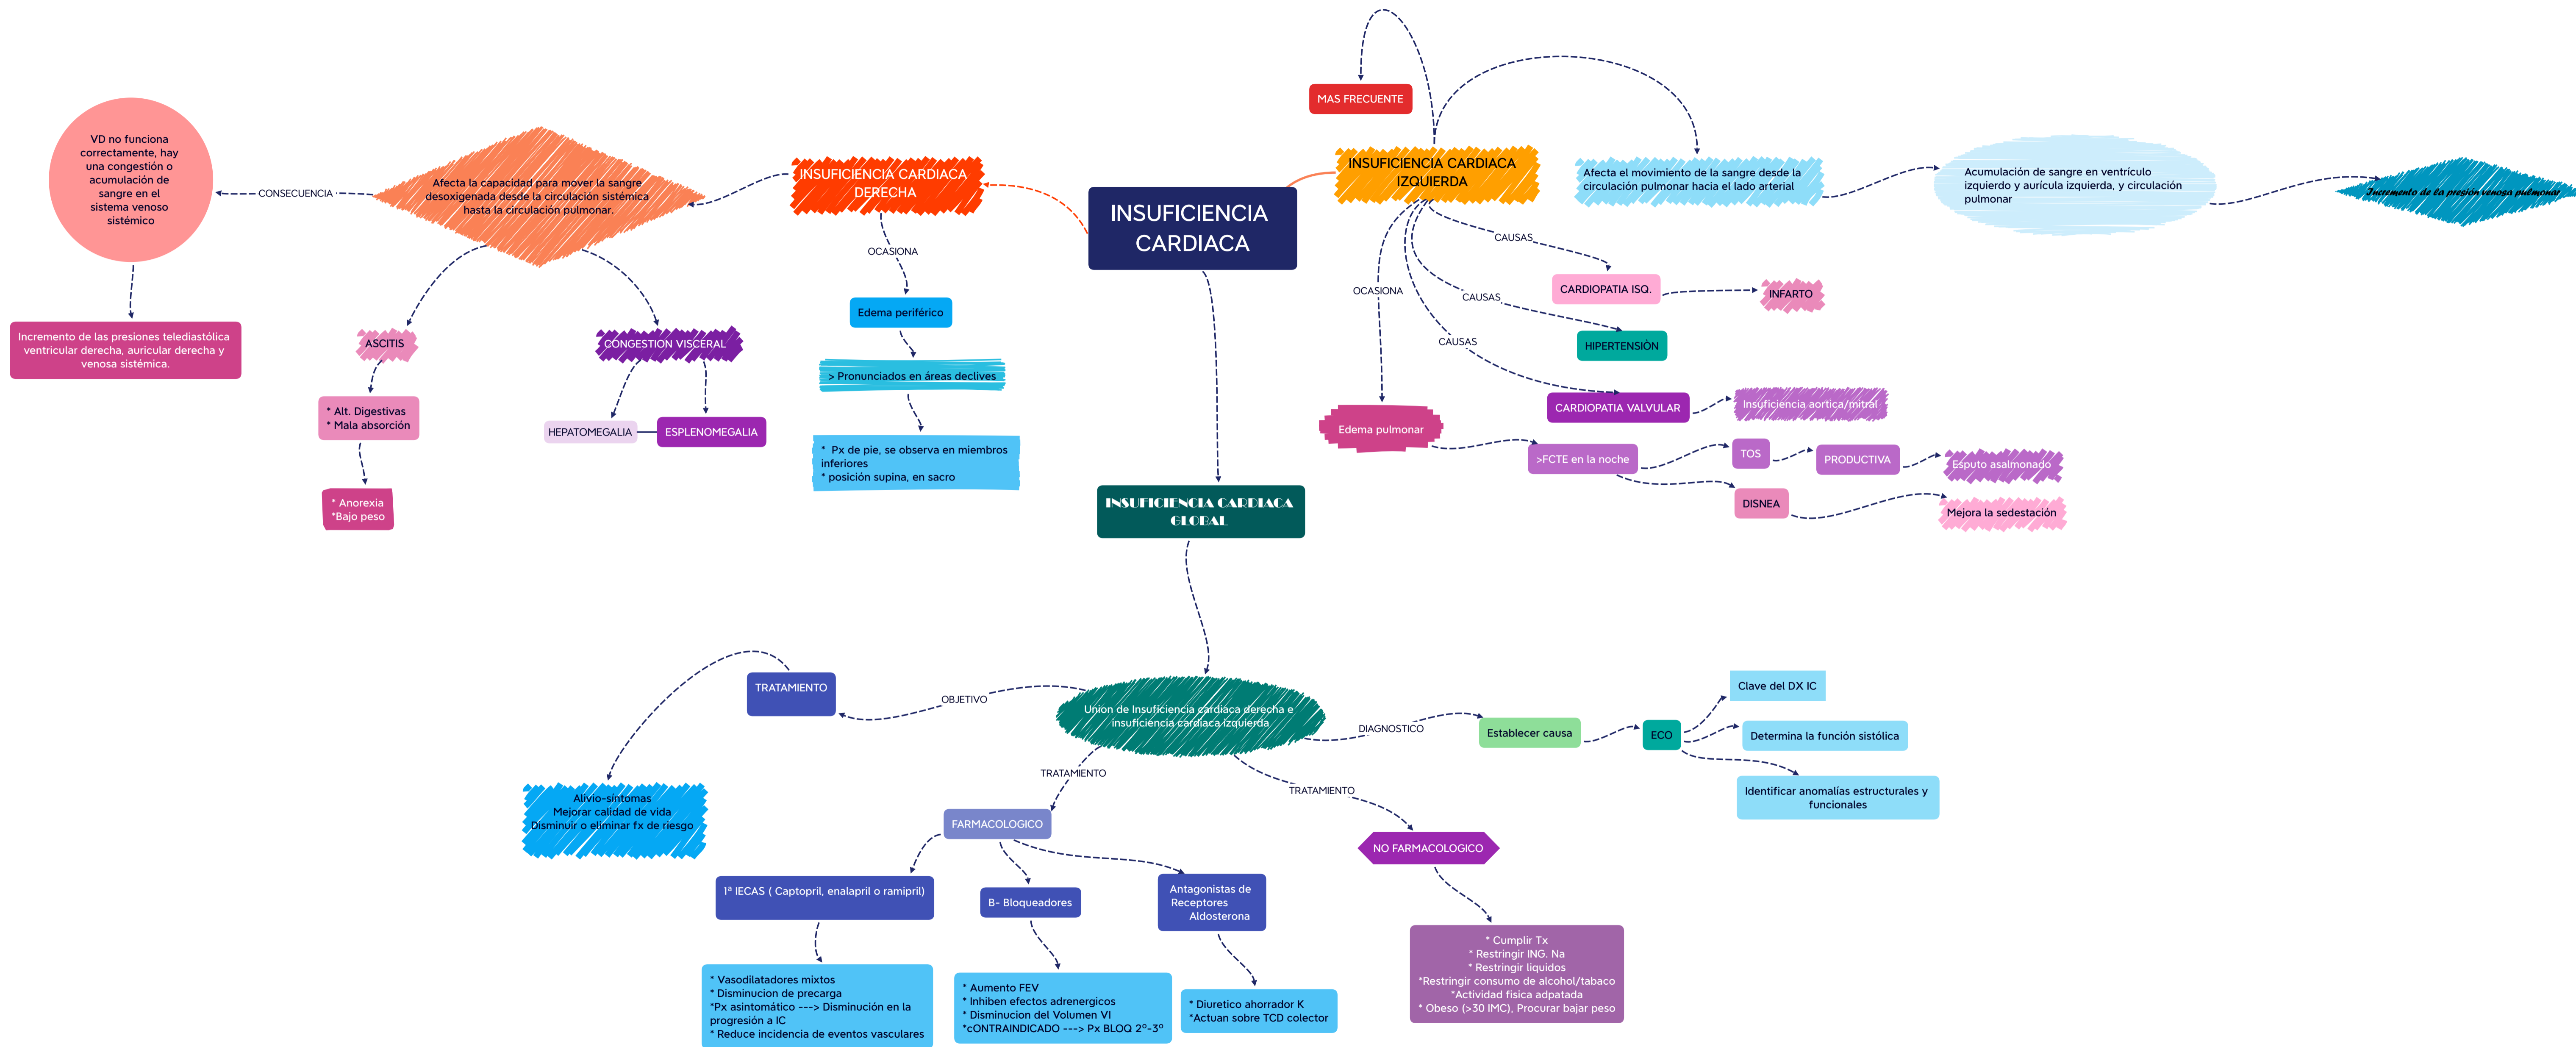 MAS FRECUENTE
VD no funciona
correctamente, hay
una congestión o
acumulación de
sangre en el
sistema venoso
sistémico
CONSECUENCIA
Afecta la capacidad para mover la sangre
desoxigenada desde la circulación sistémica
hasta la circulación pulmonar.
INSUFICIENCIA CARDIACA
DERECHA
INSUFICIENCIA
CARDIACA
INSUFICIENCIA CARDIACA
IZQUIERDA
Afecta el movimiento de la sangre desde la
circulación pulmonar hacia el lado arterial
Acumulación de sangre en ventrículo
izquierdo y aurícula izquierda, y circulación
pulmonar
Incremento de la presión venosa pulmonar
Incremento de las presiones telediastólica
ventricular derecha, auricular derecha y
venosa sistémica.
ASCITIS
* Alt. Digestivas
* Mala absorción
* Anorexia
*Bajo peso
CONGESTION VISCERAL
HEPATOMEGALIA
ESPLENOMEGALIA
OCASIONA
Edema periférico
> Pronunciados en áreas declives
* Px de pie, se observa en miembros
inferiores
* posición supina, en sacro
OCASIONA
CAUSAS
CARDIOPATIA ISQ.
INFARTO
CAUSAS
HIPERTENSIÒN
CAUSAS
CARDIOPATIA VALVULAR
Insuficiencia aortica/mitral
Edema pulmonar
>FCTE en la noche
TOS
PRODUCTIVA
Esputo asalmonado
DISNEA
Mejora la sedestación
INSUFICIENCIA CARDIACA
GLOBAL
Union de Insuficiencia cardiaca derecha e
insuficiencia cardiaca izquierda
OBJETIVO
TRATAMIENTO
Alivio-síntomas
Mejorar calidad de vida
Disminuir o eliminar fx de riesgo
DIAGNOSTICO
Establecer causa
ECO
Clave del DX IC
Determina la función sistólica
Identificar anomalías estructurales y
funcionales
TRATAMIENTO
FARMACOLOGICO
1ª IECAS ( Captopril, enalapril o ramipril)
* Vasodilatadores mixtos
* Disminucion de precarga
*Px asintomático ---> Disminución en la
progresión a IC
* Reduce incidencia de eventos vasculares
B- Bloqueadores
* Aumento FEV
* Inhiben efectos adrenergicos
* Disminucion del Volumen VI
*cONTRAINDICADO ---> Px BLOQ 2º-3º
Antagonistas de
Receptores
Aldosterona
* Diuretico ahorrador K
*Actuan sobre TCD colector
TRATAMIENTO
NO FARMACOLOGICO
* Cumplir Tx
* Restringir ING. Na
* Restringir liquidos
*Restringir consumo de alcohol/tabaco
*Actividad fisica adpatada
* Obeso (>30 IMC), Procurar bajar peso